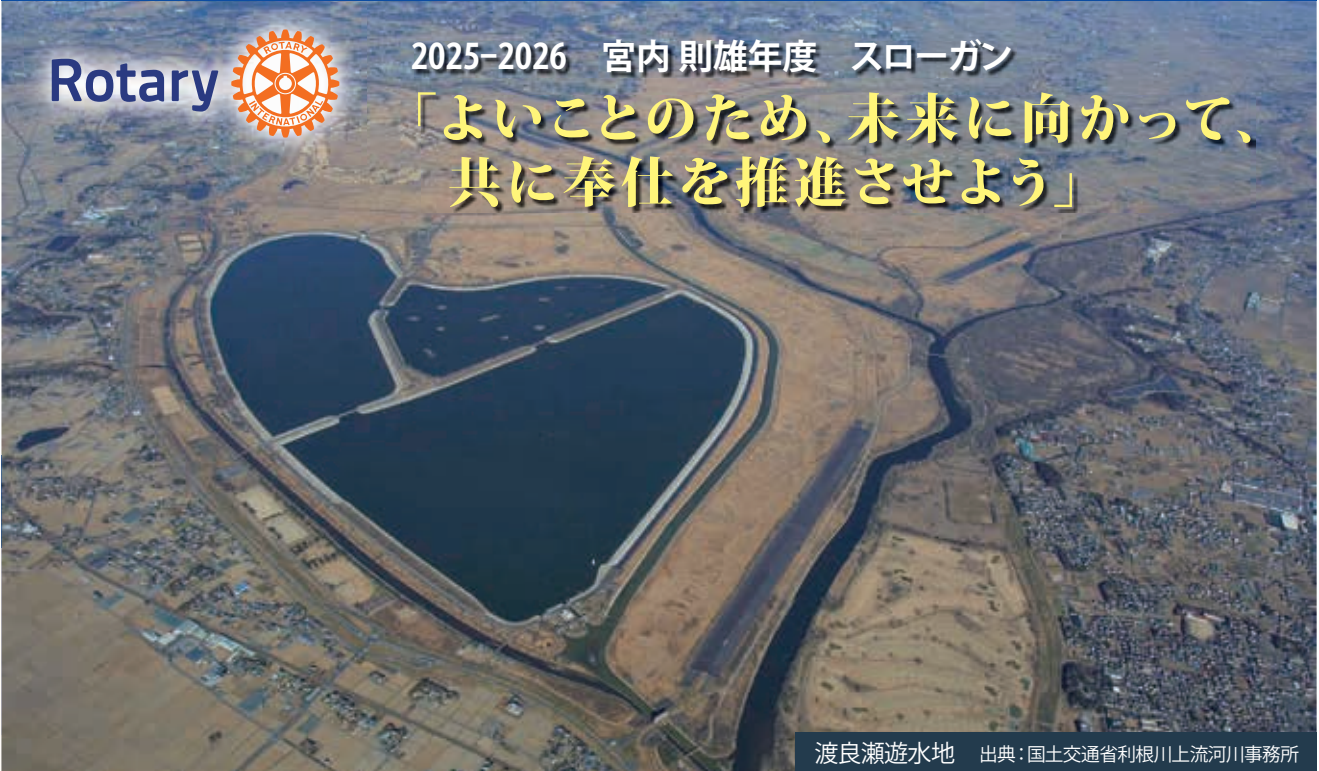 Rotary
ROTARY
INTERNATIONAL
2025-2026　宮内 則雄年度　スローガン
「よいことのため、未来に向かって、
共に奉仕を推進させよう」
渡良瀬遊水地　出典：国土交通省利根川上流河川事務所